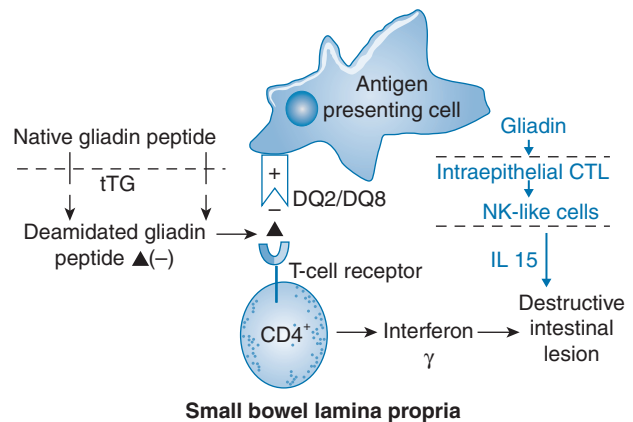 Antigen
presenting cell
Native gliadin peptide
tTG
+
DQ2/DQ8
–
Deamidated gliadin
peptide ▲(–)
T-cell receptor
CD4⁺
Interferon
γ
Gliadin
Intraepithelial CTL
NK-like cells
IL 15
Destructive
intestinal
lesion
Small bowel lamina propria